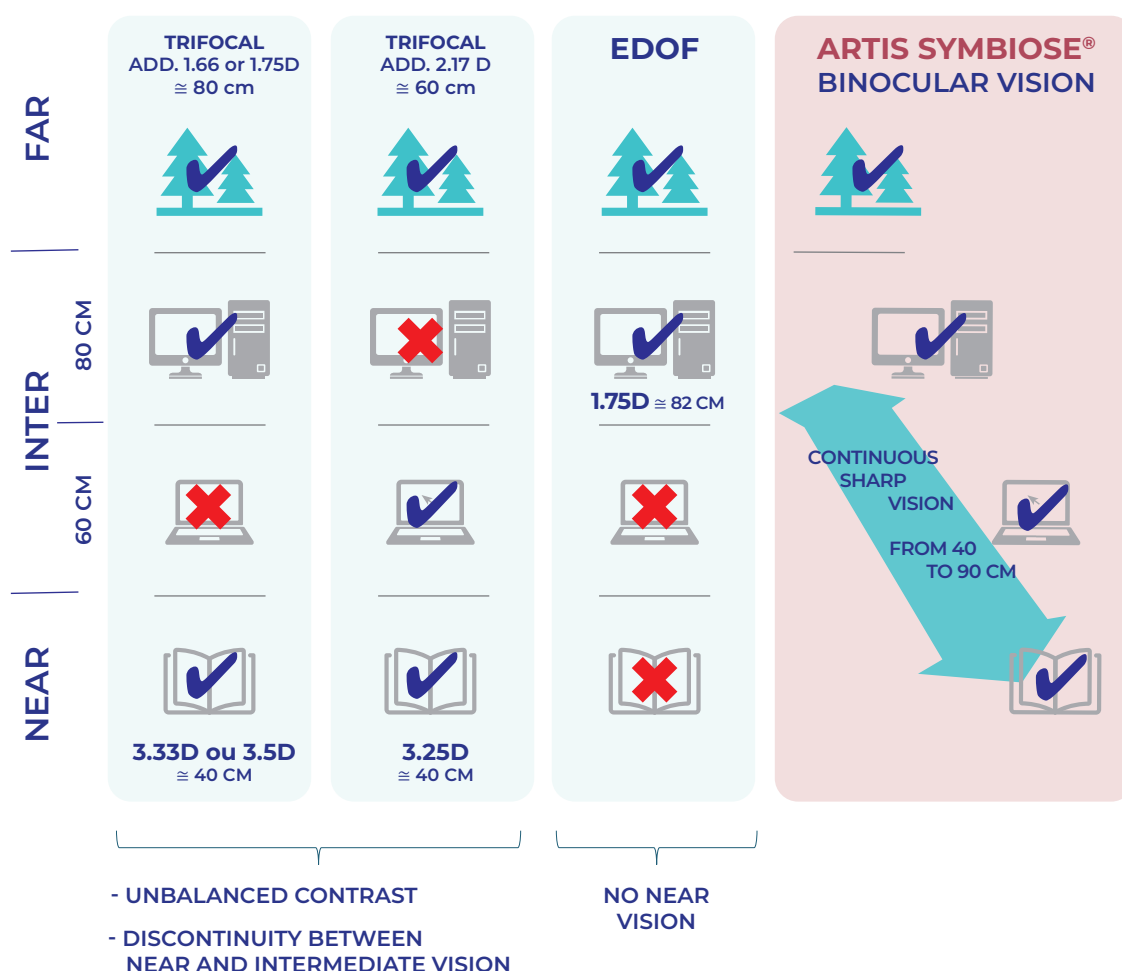 TRIFOCAL
ADD. 1.66 or 1.75D
≅ 80 cm
TRIFOCAL
ADD. 2.17 D
≅ 60 cm
EDOF
ARTIS SYMBIOSE®
BINOCULAR VISION
FAR
INTER
80 CM
1.75D ≅ 82 CM
60 CM
CONTINUOUS
SHARP
VISION
FROM 40
TO 90 CM
NEAR
3.33D ou 3.5D
≅ 40 CM
3.25D
≅ 40 CM
- UNBALANCED CONTRAST
- DISCONTINUITY BETWEEN
NEAR AND INTERMEDIATE VISION
NO NEAR
VISION